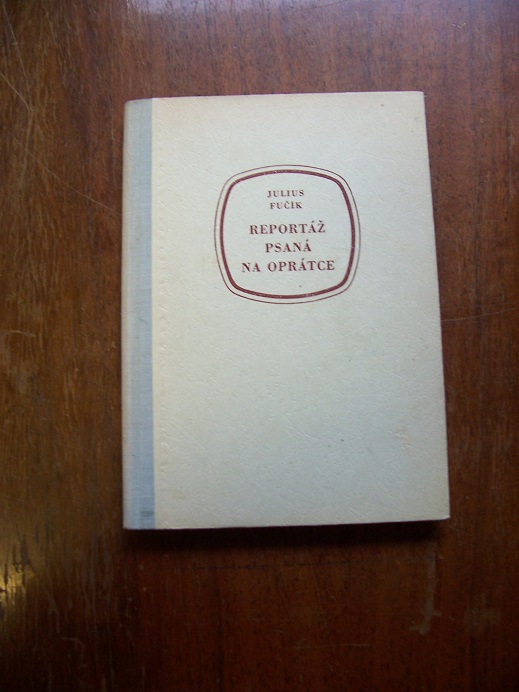 JULIUS
FUČÍK
REPORTÁŽ
PSANÁ
NA OPRÁTCE